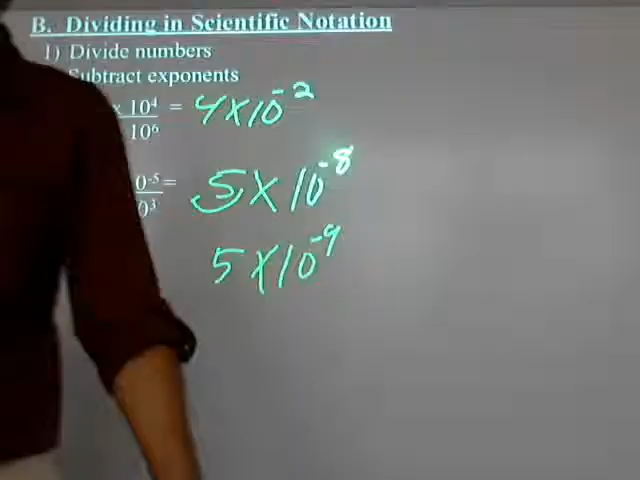 B. Dividing in Scientific Notation
1) Divide numbers
Subtract exponents
x 10⁴ = 4 X 10⁻²
10⁶
0⁻⁵ = .5 X 10⁻⁸
0³
5 X 10⁻⁹